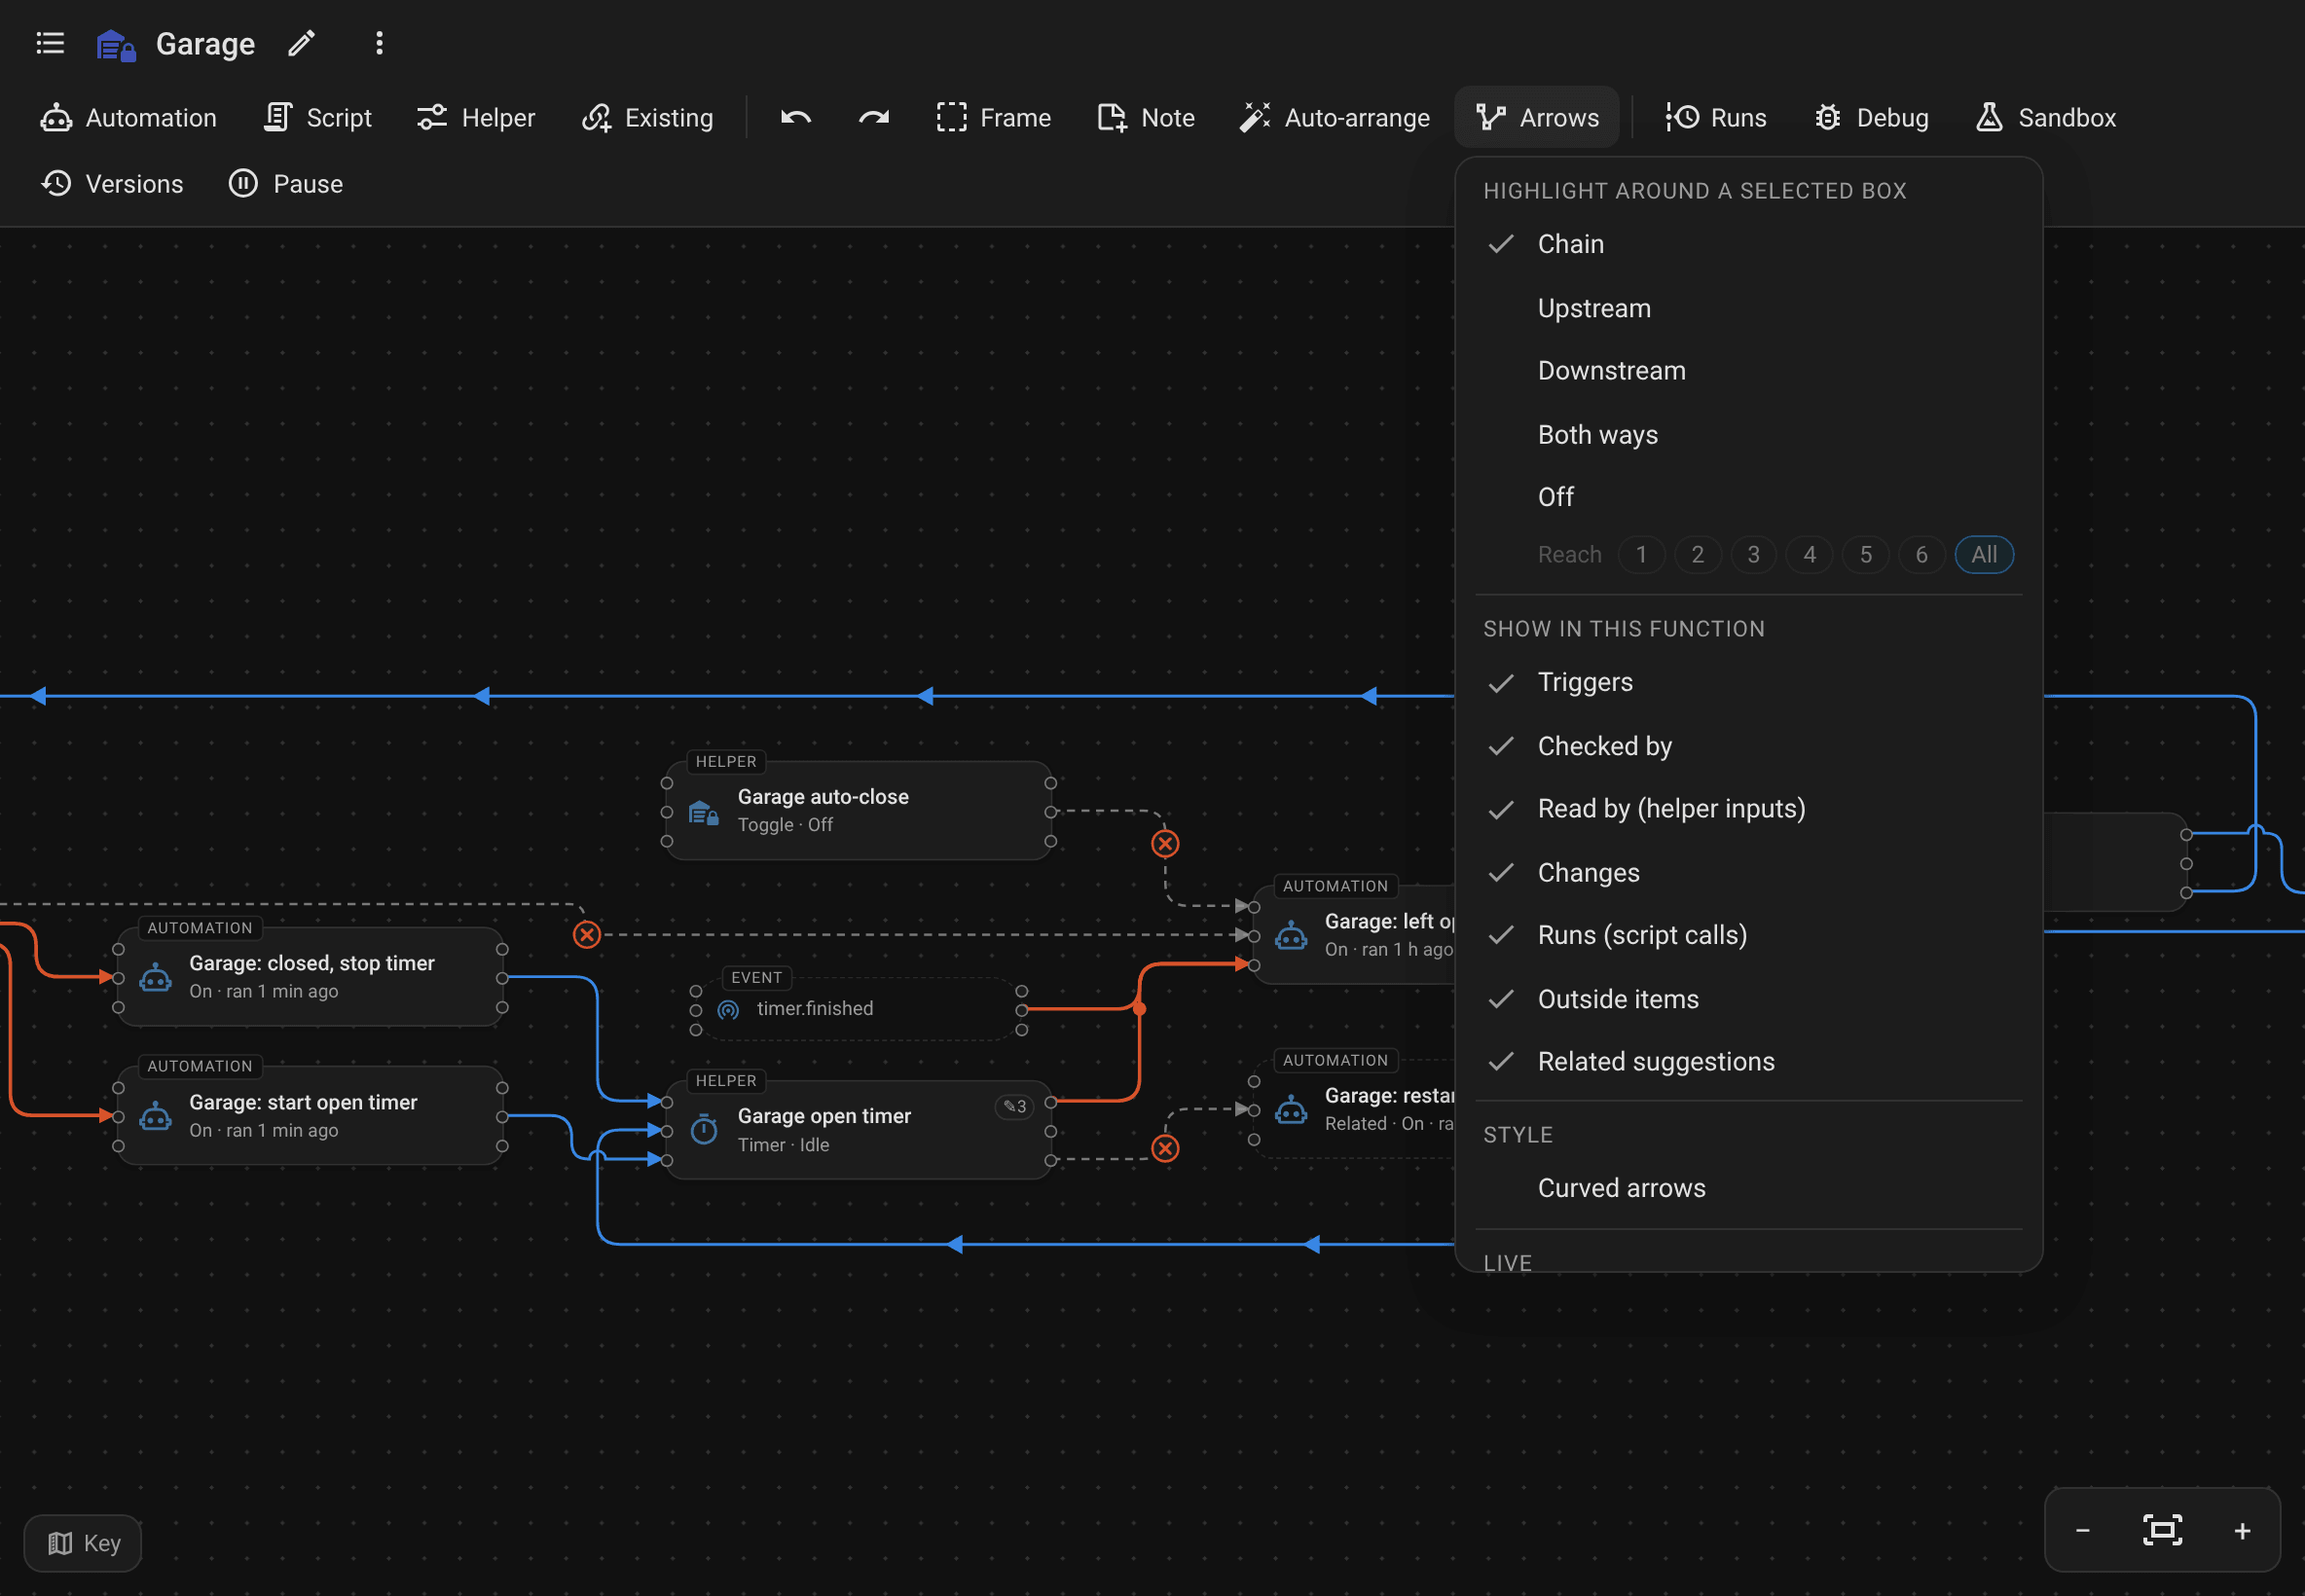 Garage
Automation Script Helper Existing Frame Note Auto-arrange Arrows Runs Debug Sandbox
Versions Pause
HIGHLIGHT AROUND A SELECTED BOX
Chain
Upstream
Downstream
Both ways
Off
Reach 1 2 3 4 5 6 All
SHOW IN THIS FUNCTION
Triggers
Checked by
Read by (helper inputs)
Changes
Runs (script calls)
Outside items
Related suggestions
STYLE
Curved arrows
LIVE
HELPER
Garage auto-close
Toggle · Off
AUTOMATION
Garage: left
On · ran 1 h ago
AUTOMATION
Garage: closed, stop timer
On · ran 1 min ago
EVENT
timer.finished
AUTOMATION
Garage: start open timer
On · ran 1 min ago
HELPER
Garage open timer
3
Timer · Idle
AUTOMATION
Garage:
Related · On ·
Key